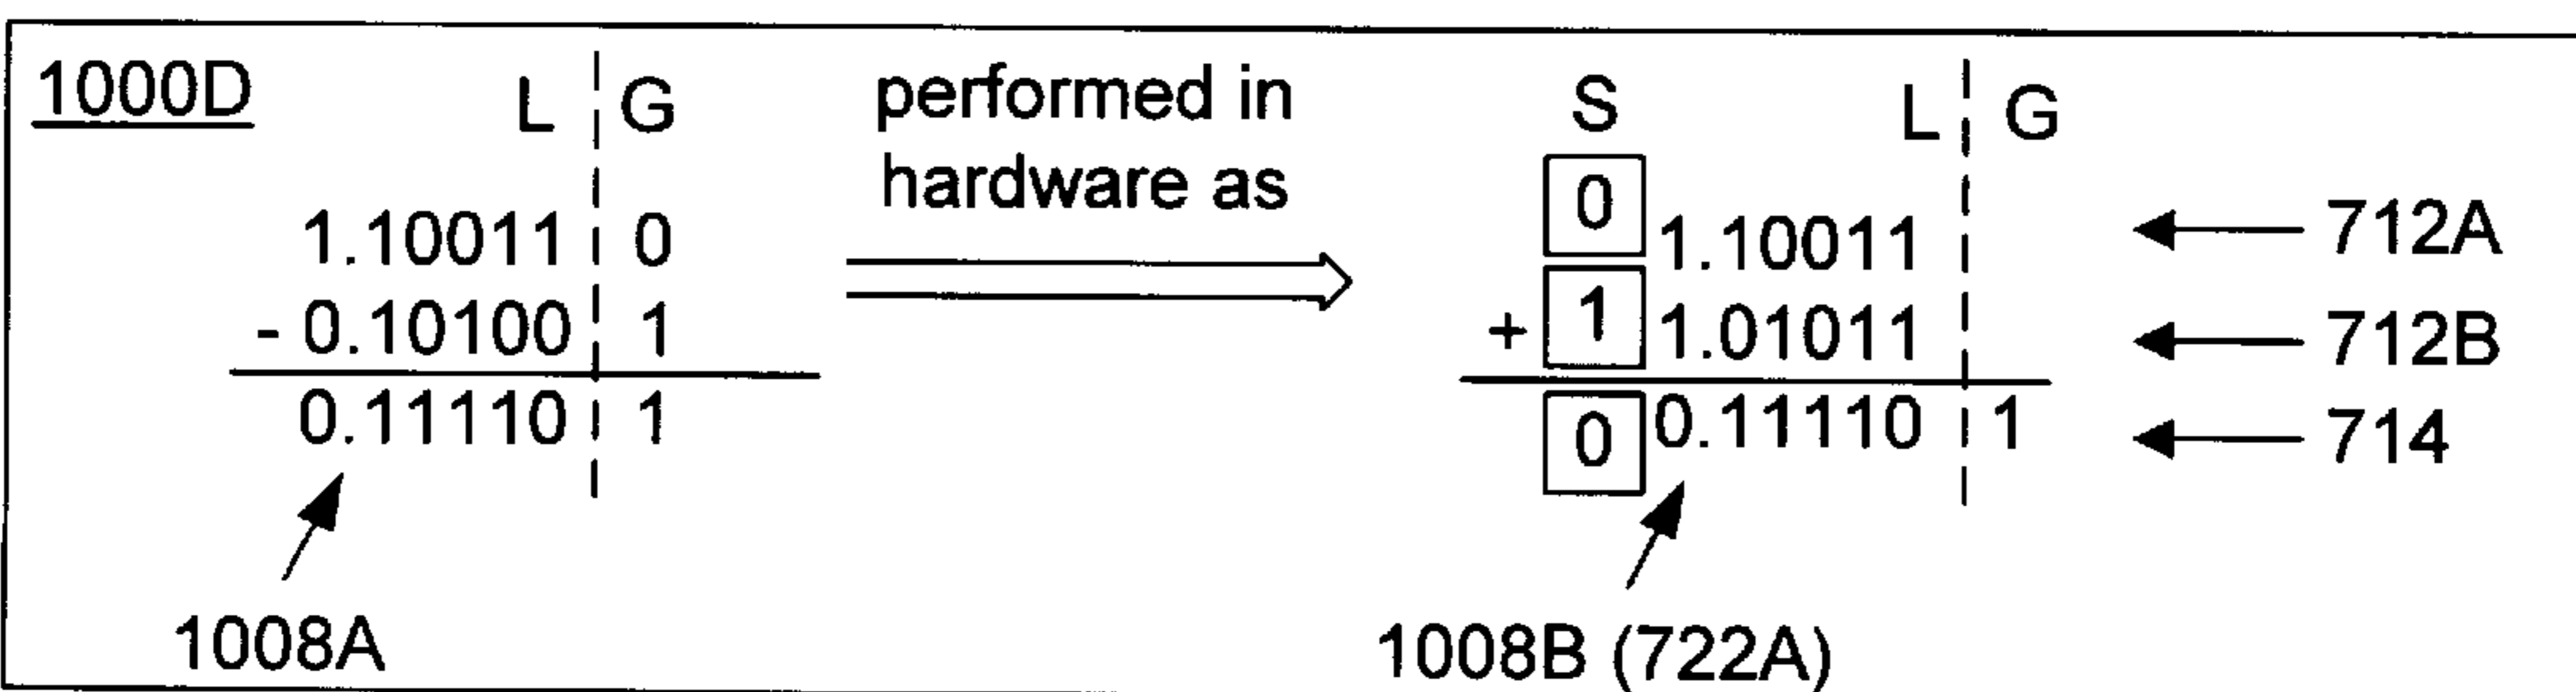 1000D
L G
1.10011 0
- 0.10100 1
0.11110 1
1008A
performed in
hardware as
S L G
0 1.10011
+ 1 1.01011
0 0.11110 1
712A
712B
714
1008B (722A)